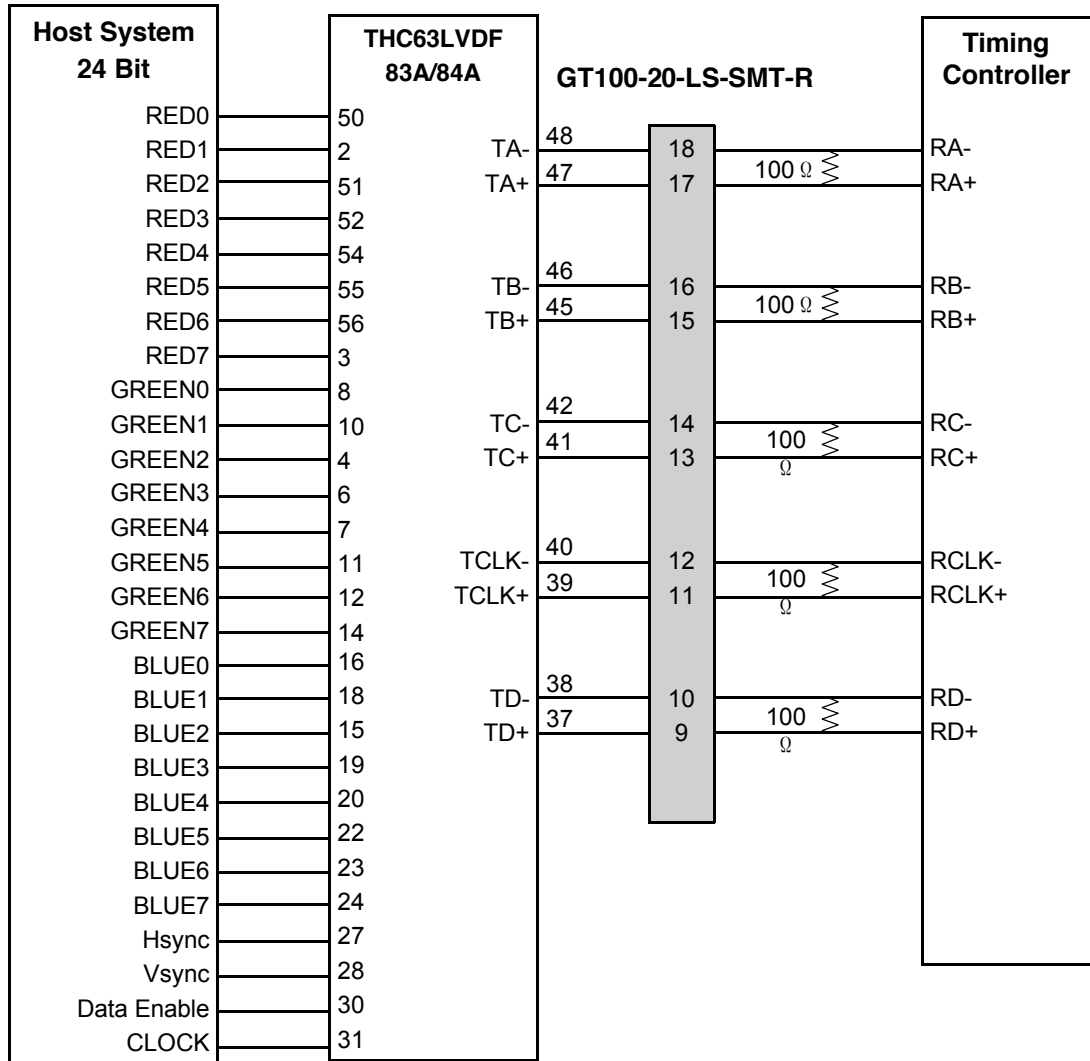 Host System
24 Bit
RED0
RED1
RED2
RED3
RED4
RED5
RED6
RED7
GREEN0
GREEN1
GREEN2
GREEN3
GREEN4
GREEN5
GREEN6
GREEN7
BLUE0
BLUE1
BLUE2
BLUE3
BLUE4
BLUE5
BLUE6
BLUE7
Hsync
Vsync
Data Enable
CLOCK
THC63LVDF
83A/84A
50
2
51
52
54
55
56
3
8
10
4
6
7
11
12
14
16
18
15
19
20
22
23
24
27
28
30
31
TA-
TA+
TB-
TB+
TC-
TC+
TCLK-
TCLK+
TD-
TD+
48
47
46
45
42
41
40
39
38
37
GT100-20-LS-SMT-R
18
17
16
15
14
13
12
11
10
9
100 Ω
100 Ω
100
Ω
100
Ω
100
Ω
Timing
Controller
RA-
RA+
RB-
RB+
RC-
RC+
RCLK-
RCLK+
RD-
RD+